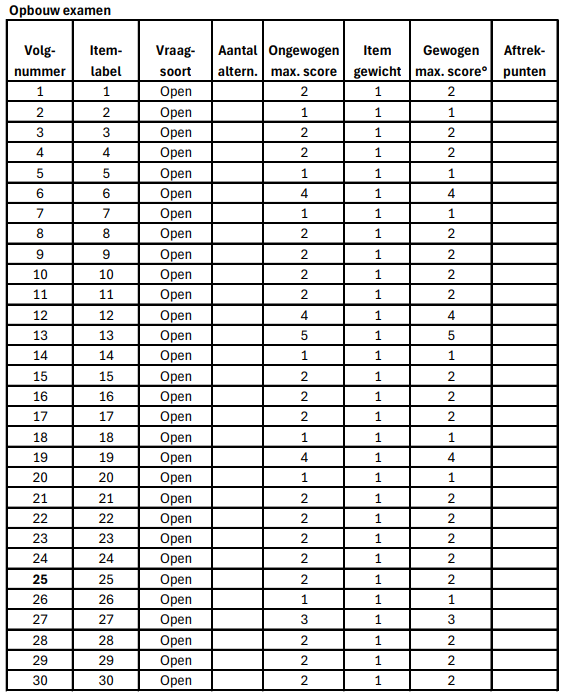 Opbouw examen
Volg- Item- Vraag- Aantal Ongewogen Item Gewogen Aftrek-
nummer label soort altern. max. score gewicht max. score° punten
1 1 Open 2 1 2
2 2 Open 1 1 1
3 3 Open 2 1 2
4 4 Open 2 1 2
5 5 Open 1 1 1
6 6 Open 4 1 4
7 7 Open 1 1 1
8 8 Open 2 1 2
9 9 Open 2 1 2
10 10 Open 2 1 2
11 11 Open 2 1 2
12 12 Open 4 1 4
13 13 Open 5 1 5
14 14 Open 1 1 1
15 15 Open 2 1 2
16 16 Open 2 1 2
17 17 Open 2 1 2
18 18 Open 1 1 1
19 19 Open 4 1 4
20 20 Open 1 1 1
21 21 Open 2 1 2
22 22 Open 2 1 2
23 23 Open 2 1 2
24 24 Open 2 1 2
25 25 Open 2 1 2
26 26 Open 1 1 1
27 27 Open 3 1 3
28 28 Open 2 1 2
29 29 Open 2 1 2
30 30 Open 2 1 2